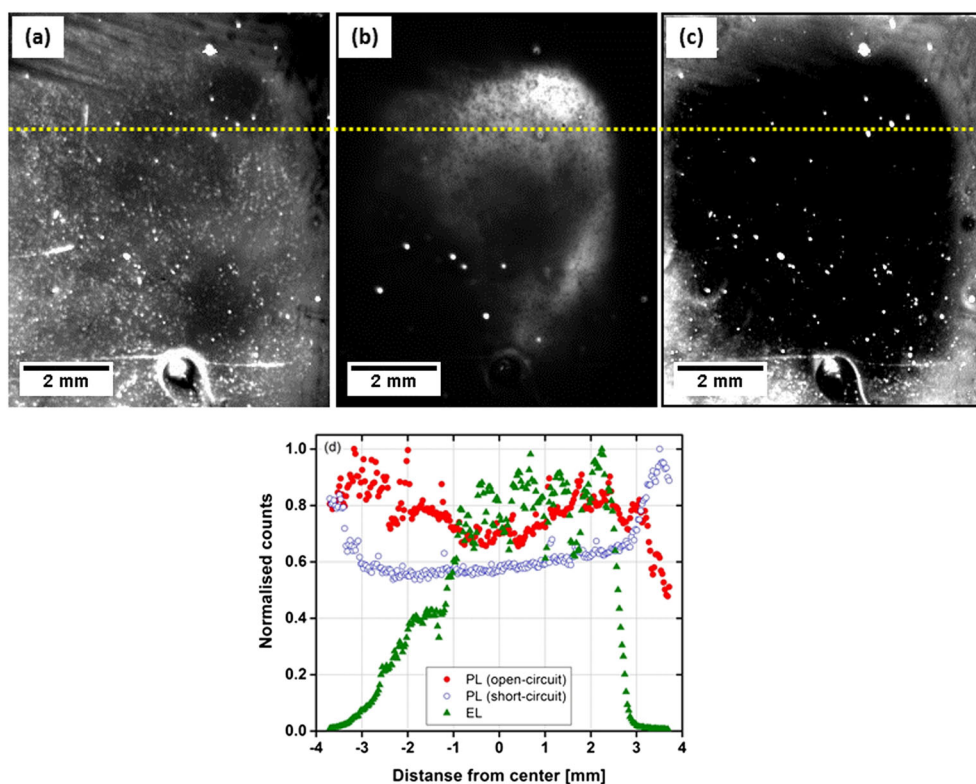 (a)
(b)
(c)
2 mm
2 mm
2 mm
(d)
Normalised counts
1.0
0.8
0.6
0.4
0.2
0.0
PL (open-circuit)
PL (short-circuit)
EL
-4
-3
-2
-1
0
1
2
3
4
Distanse from center [mm]